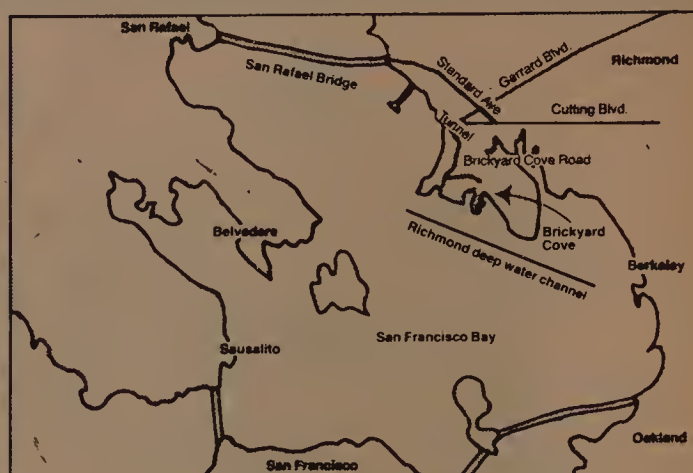 San Rafael
San Rafael Bridge
Standard Ave
Garrard Blvd.
Richmond
Cutting Blvd.
Tunnel
Brickyard Cove Road
Brickyard
Cove
Richmond deep water channel
Belvedere
Berkeley
San Francisco Bay
Sausalito
Oakland
San Francisco